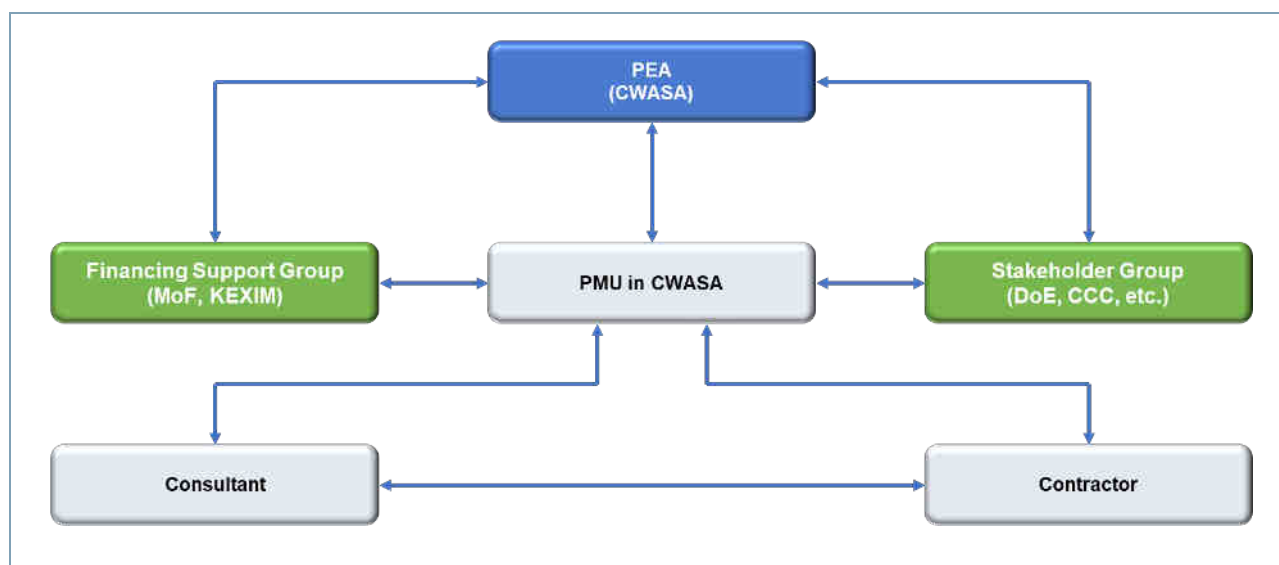 PEA
(CWASA)
Financing Support Group
(MoF, KEXIM)
PMU in CWASA
Stakeholder Group
(DoE, CCC, etc.)
Consultant
Contractor